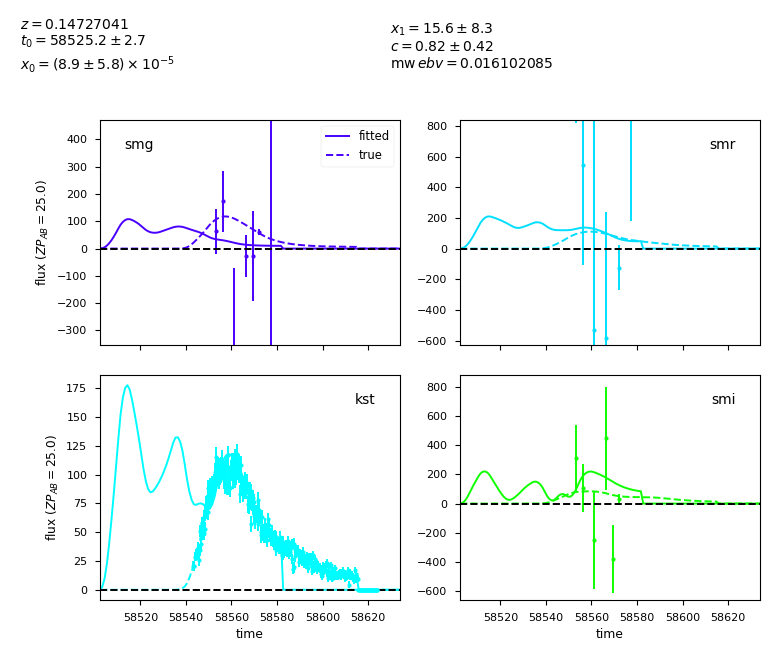 z = 0.14727041
t₀ = 58525.2 ± 2.7
x₀ = (8.9 ± 5.8) × 10⁻⁵
x₁ = 15.6 ± 8.3
c = 0.82 ± 0.42
mw ebv = 0.016102085
smg
fitted
true
400
300
200
100
0
−100
−200
−300
flux (ZP_AB = 25.0)
smr
800
600
400
200
0
−200
−400
−600
kst
175
150
125
100
75
50
25
0
flux (ZP_AB = 25.0)
58520 58540 58560 58580 58600 58620
time
smi
800
600
400
200
0
−200
−400
−600
58520 58540 58560 58580 58600 58620
time